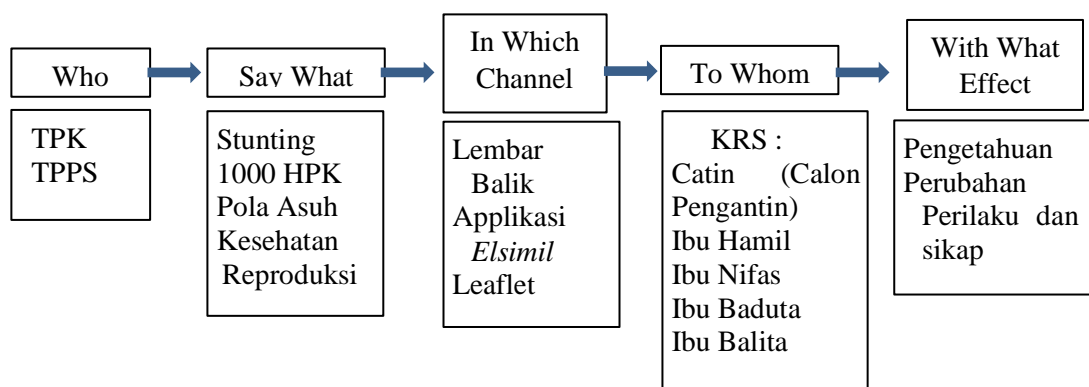 Who
TPK
TPPS
Sav What
Stunting
1000 HPK
Pola Asuh
Kesehatan
Reproduksi
In Which
Channel
Lembar
Balik
Applikasi
Elsimil
Leaflet
To Whom
KRS :
Catin (Calon
Pengantin)
Ibu Hamil
Ibu Nifas
Ibu Baduta
Ibu Balita
With What
Effect
Pengetahuan
Perubahan
Perilaku dan
sikap